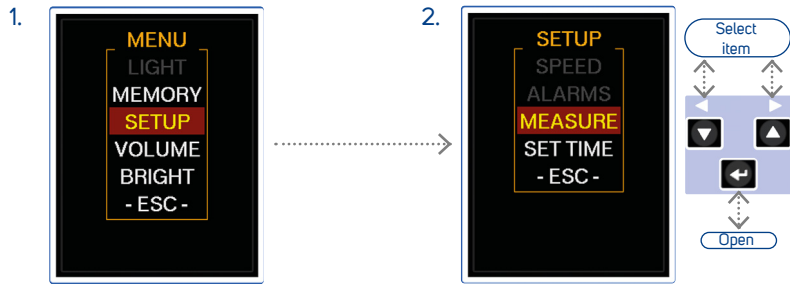 1.
MENU
LIGHT
MEMORY
SETUP
VOLUME
BRIGHT
- ESC -
2.
SETUP
SPEED
ALARMS
MEASURE
SET TIME
- ESC -
Select
item
Open